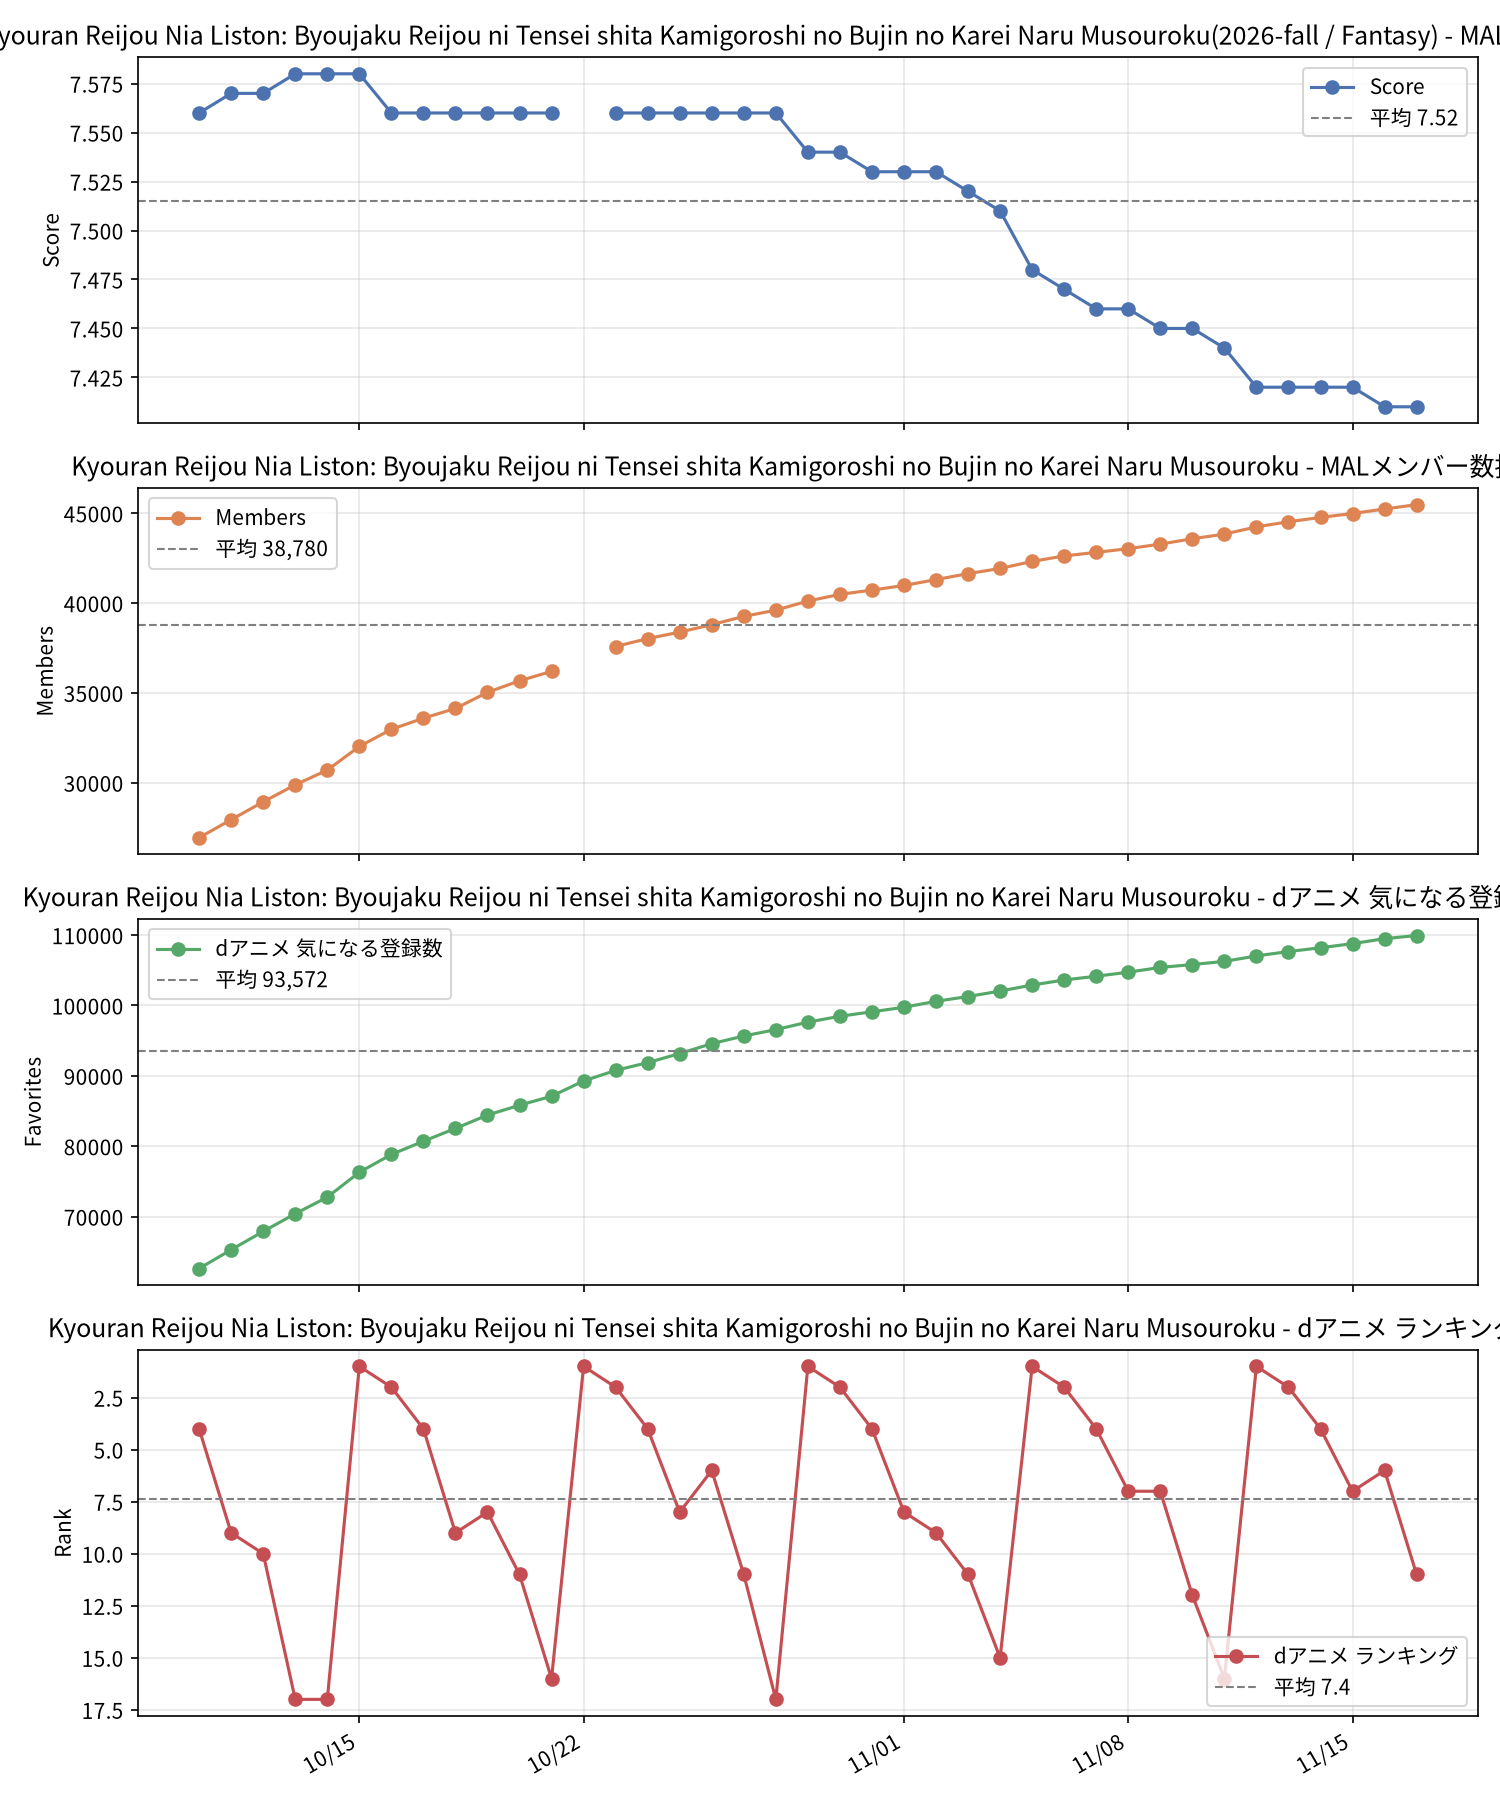 youran Reijou Nia Liston: Byoujaku Reijou ni Tensei shita Kamigoroshi no Bujin no Karei Naru Musouroku(2026-fall / Fantasy) - MAL
Score
7.575
7.550
7.525
7.500
7.475
7.450
7.425
Score
平均 7.52
Kyouran Reijou Nia Liston: Byoujaku Reijou ni Tensei shita Kamigoroshi no Bujin no Karei Naru Musouroku - MALメンバー数
Members
45000
40000
35000
30000
Members
平均 38,780
Kyouran Reijou Nia Liston: Byoujaku Reijou ni Tensei shita Kamigoroshi no Bujin no Karei Naru Musouroku - dアニメ 気になる登録
Favorites
110000
100000
90000
80000
70000
dアニメ 気になる登録数
平均 93,572
Kyouran Reijou Nia Liston: Byoujaku Reijou ni Tensei shita Kamigoroshi no Bujin no Karei Naru Musouroku - dアニメ ランキング
Rank
2.5
5.0
7.5
10.0
12.5
15.0
17.5
dアニメ ランキング
平均 7.4
10/15
10/22
11/01
11/08
11/15